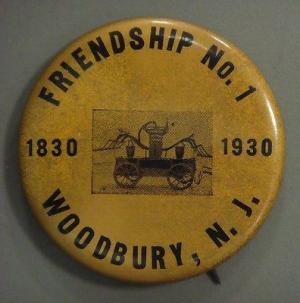 FRIENDSHIP No. 1
1830 1930
WOODBURY, N. J.